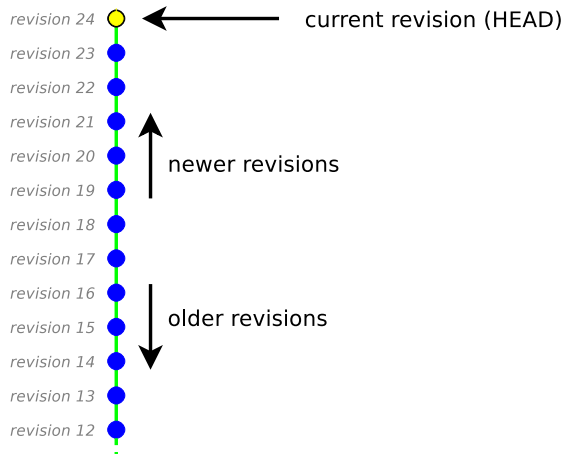 revision 24
current revision (HEAD)
revision 23
revision 22
revision 21
revision 20
newer revisions
revision 19
revision 18
revision 17
revision 16
older revisions
revision 15
revision 14
revision 13
revision 12